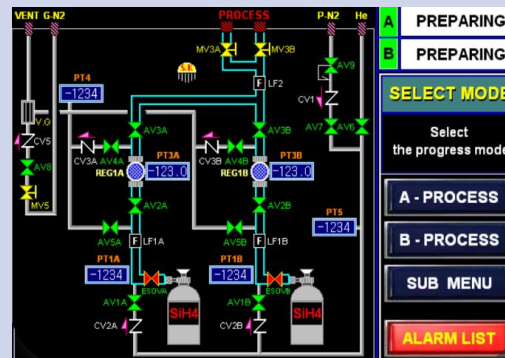 VENT G-N2 PROCESS P-N2 He
A PREPARING
B PREPARING
MV3A MV3B
AV9
PT4
-1234
LF2
F
SELECT MODE
CV1
V.G
CV5
AV3A AV3B
AV7 AV6
Select
the progress mode
CV3A AV4A PT3A CV3B AV4B PT3B
AV8
REG1A -123.0 REG1B -123.0
MV5
AV2A AV2B
A - PROCESS
PT5
-1234
AV5A F LF1A AV5B F LF1B
B - PROCESS
PT1A PT1B
-1234 -1234
ESOVA ESOVB
SUB MENU
AV1A SiH4 AV1B SiH4
CV2A CV2B
ALARM LIST